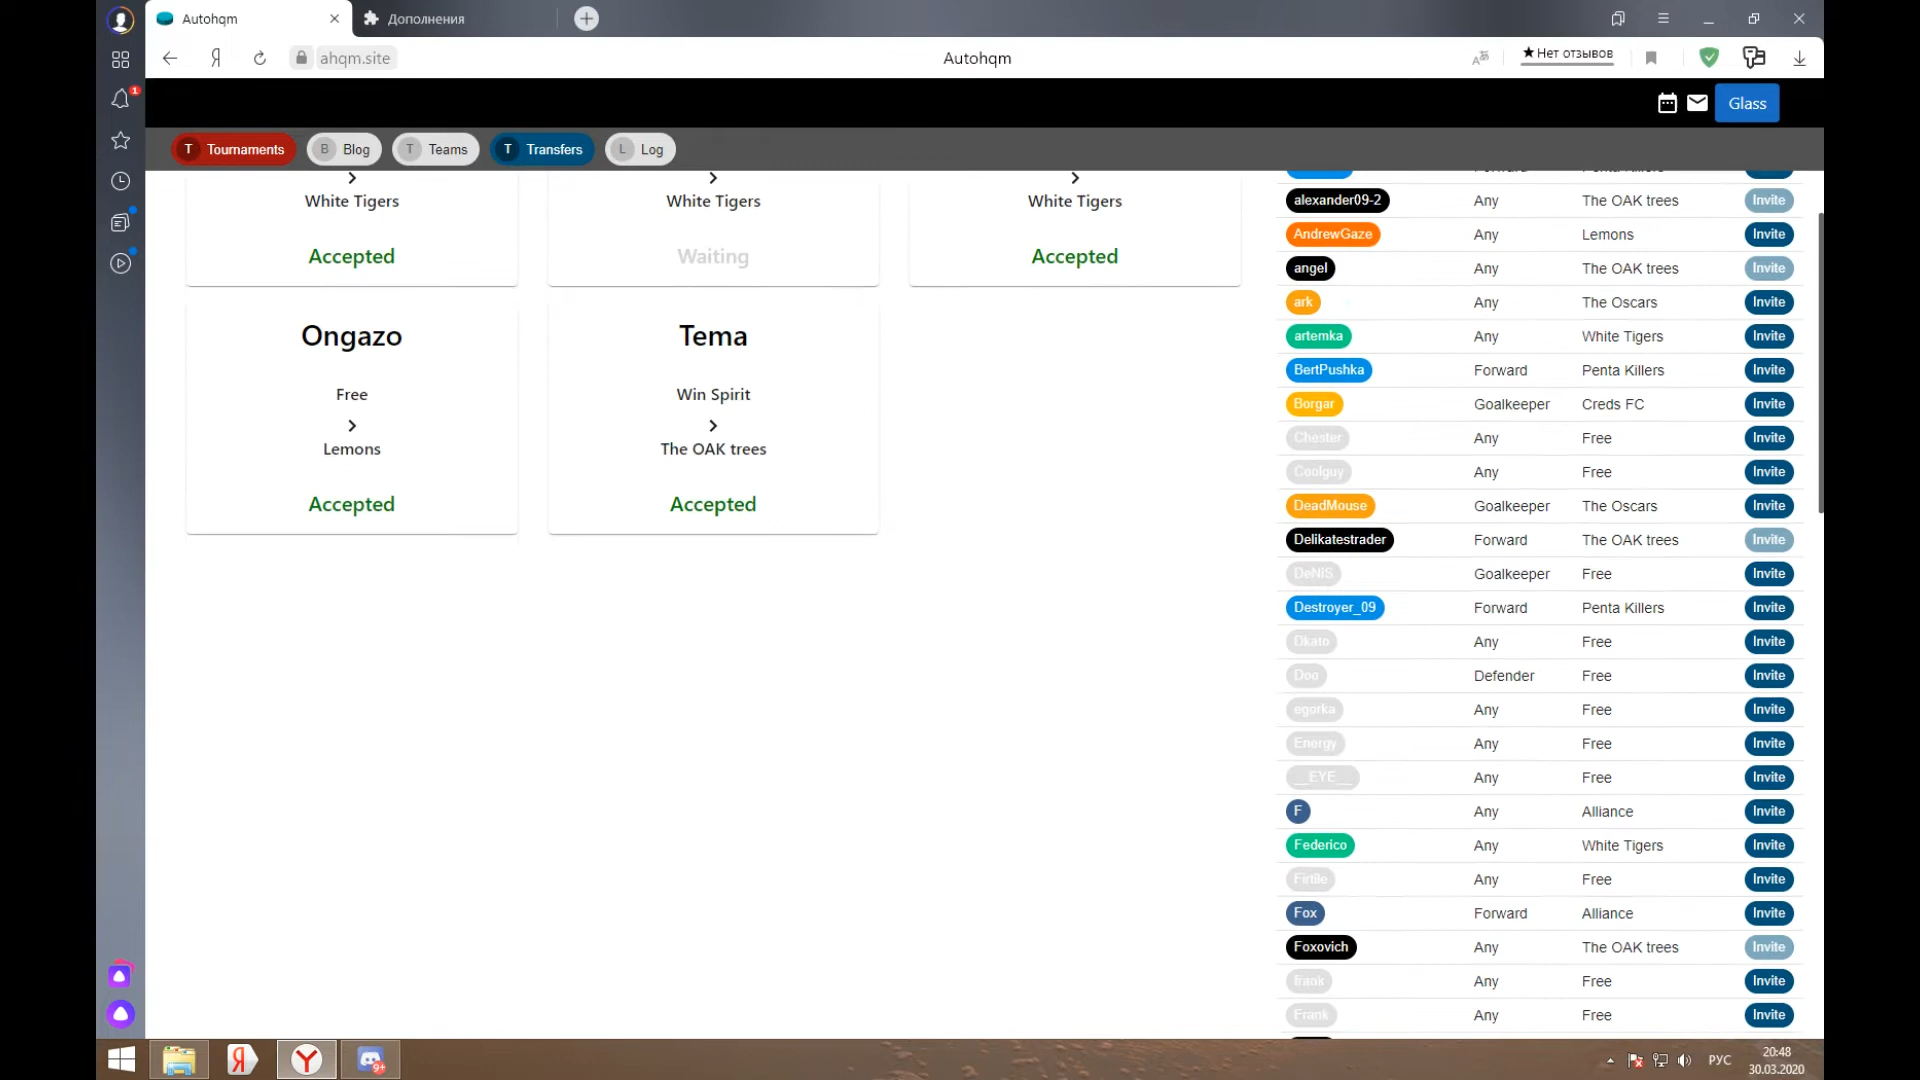 Autohqm
Дополнения
ahqm.site
Autohqm
★Нет отзывов
Glass
T Tournaments
B Blog
T Teams
T Transfers
L Log
White Tigers
Accepted
White Tigers
Waiting
White Tigers
Accepted
Ongazo
Free
Lemons
Accepted
Tema
Win Spirit
The OAK trees
Accepted
alexander09-2 Any The OAK trees Invite
AndrewGaze Any Lemons Invite
angel Any The OAK trees Invite
ark Any The Oscars Invite
artemka Any White Tigers Invite
BertPushka Forward Penta Killers Invite
Borgar Goalkeeper Creds FC Invite
Chester Any Free Invite
Coolguy Any Free Invite
DeadMouse Goalkeeper The Oscars Invite
Delikatestrader Forward The OAK trees Invite
DeNiS Goalkeeper Free Invite
Destroyer_09 Forward Penta Killers Invite
Dkato Any Free Invite
Doo Defender Free Invite
egorka Any Free Invite
Energy Any Free Invite
__EYE__ Any Free Invite
F Any Alliance Invite
Federico Any White Tigers Invite
Firtile Any Free Invite
Fox Forward Alliance Invite
Foxovich Any The OAK trees Invite
frank Any Free Invite
Frank Any Free Invite
РУС
20:48
30.03.2020